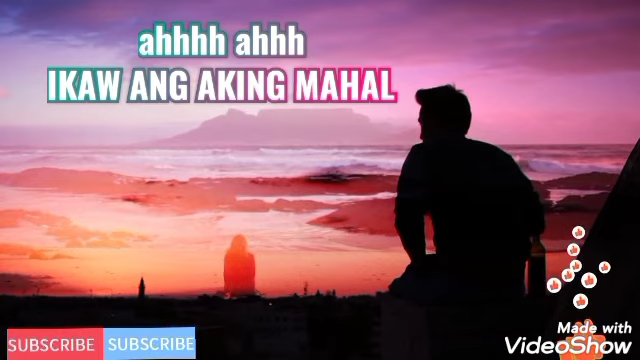 ahhhh ahhh
IKAW ANG AKING MAHAL
SUBSCRIBE SUBSCRIBE
Made with
VideoShow